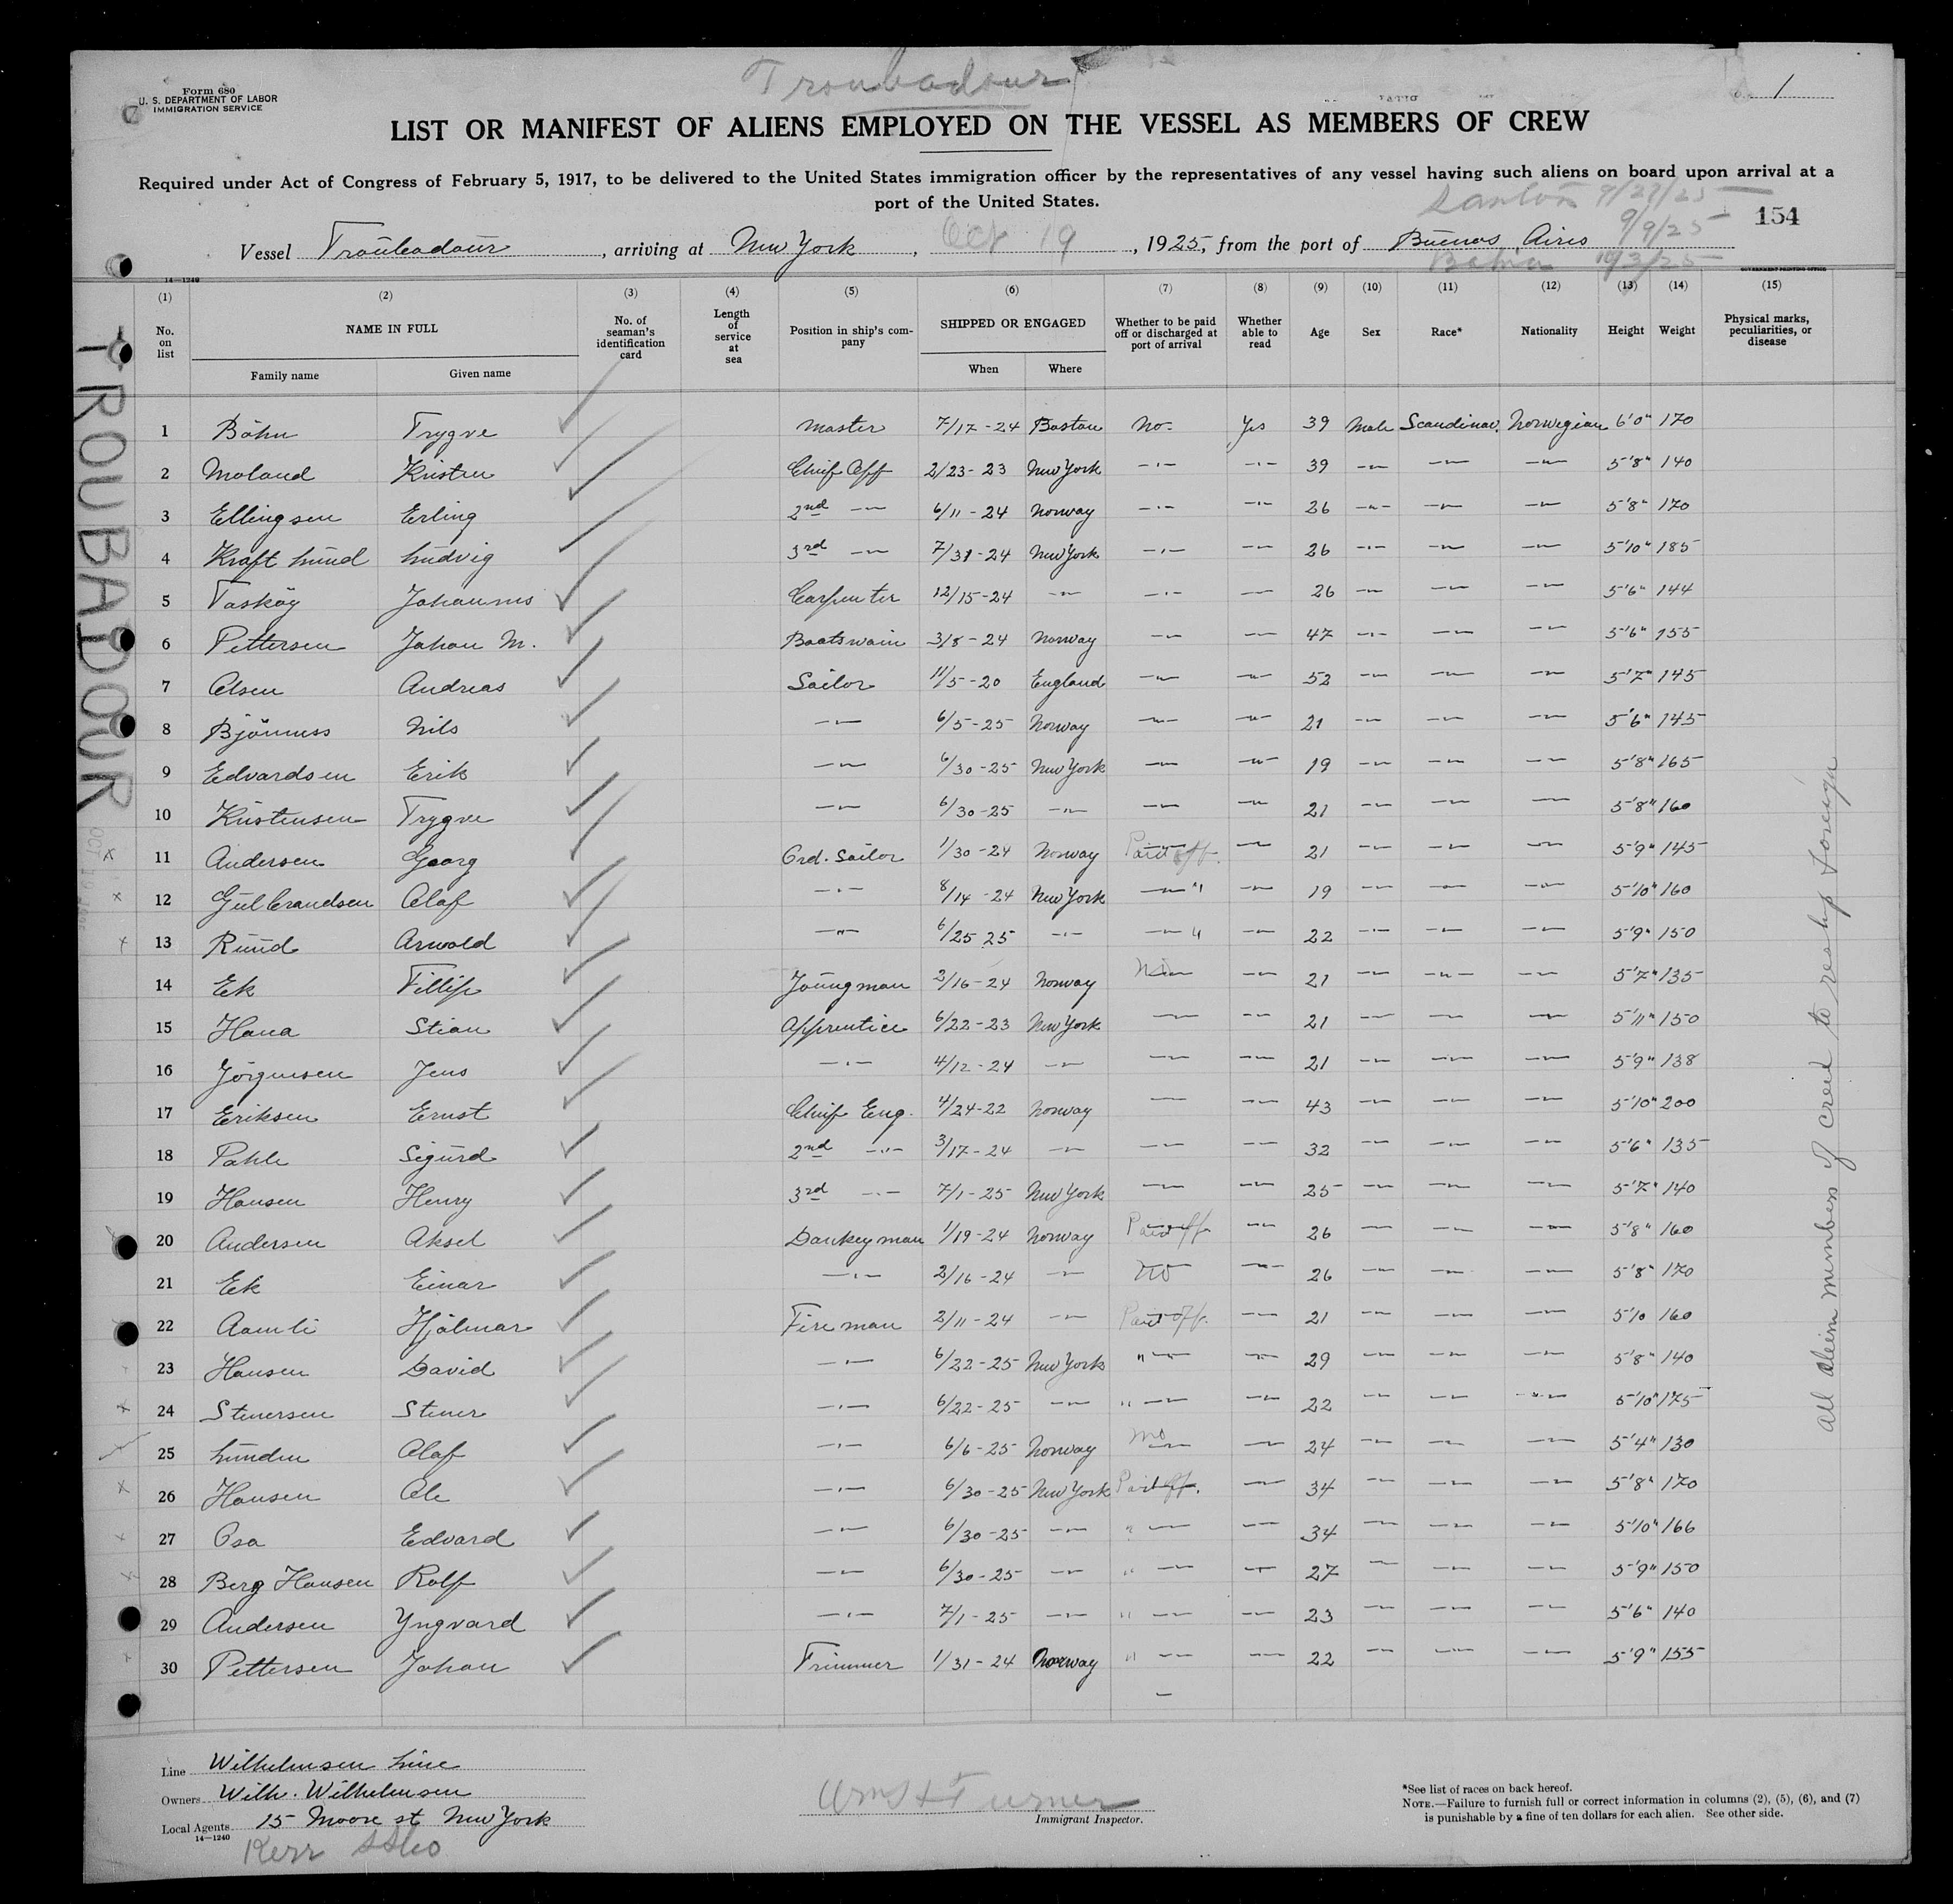 Troubadour
Form 680
U. S. DEPARTMENT OF LABOR
IMMIGRATION SERVICE
1
LIST OR MANIFEST OF ALIENS EMPLOYED ON THE VESSEL AS MEMBERS OF CREW
Required under Act of Congress of February 5, 1917, to be delivered to the United States immigration officer by the representatives of any vessel having such aliens on board upon arrival at a
port of the United States.
9/9/25
154
Vessel Troubadour, arriving at New York, Oct 19, 1925, from the port of Buenos Aires
Bahia 10/3/25
14—1240 GOVERNMENT PRINTING OFFICE
(1) (2) (3) (4) (5) (6) (7) (8) (9) (10) (11) (12) (13) (14) (15)
No. on list NAME IN FULL No. of seaman's identification card Length of service at sea Position in ship's company SHIPPED OR ENGAGED Whether to be paid off or discharged at port of arrival Whether able to read Age Sex Race* Nationality Height Weight Physical marks, peculiarities, or disease
Family name Given name When Where
TROUBADOUR
1 Böhn Trygve Master 7/17-24 Boston No. Yes 39 Male Scandinav. Norwegian 6'0" 170
2 Moland Kristen Chief Off 2/23-23 New York —"— —"— 39 —"— —"— —"— 5'8" 140
3 Ellingsen Erling 2nd —"— 6/11-24 Norway —"— —"— 26 —"— —"— —"— 5'8" 170
4 Kraft Lund Ludvig 3rd —"— 7/31-24 New York —"— —"— 26 —"— —"— —"— 5'10" 185
5 Taskög Johannes Carpenter 12/15-24 —"— —"— —"— 26 —"— —"— —"— 5'6" 144
6 Pettersen Johan M. Boatswain 3/8-24 Norway —"— —"— 47 —"— —"— —"— 5'6" 155
7 Olsen Andreas Sailor 11/5-20 England —"— —"— 52 —"— —"— —"— 5'7" 145
8 Björnness Nils —"— 6/5-25 Norway —"— —"— 21 —"— —"— —"— 5'6" 145
9 Edvardsen Erik —"— 6/30-25 New York —"— —"— 19 —"— —"— —"— 5'8" 165
10 Kristensen Trygve —"— 6/30-25 —"— —"— —"— 21 —"— —"— —"— 5'8" 160
11 Andersen Georg Ord. Sailor 1/30-24 Norway Paid off. —"— 21 —"— —"— —"— 5'9" 145
12 Gulbrandsen Olaf —"— 8/14-24 New York —"— —"— 19 —"— —"— —"— 5'10" 160
13 Ruud Arwald —"— 6/25 25 —"— —"— —"— 22 —"— —"— —"— 5'9" 150
14 Ek Fillip Youngman 2/16-24 Norway No —"— 21 —"— —"— —"— 5'7" 135
15 Hana Stian Apprentice 6/22-23 New York —"— —"— 21 —"— —"— —"— 5'11" 150
16 Jörgensen Jens —"— 4/12-24 —"— —"— —"— 21 —"— —"— —"— 5'9" 138
17 Eriksen Ernst Chief Eng. 4/24-22 Norway —"— —"— 43 —"— —"— —"— 5'10" 200
18 Pahle Sigurd 2nd —"— 3/17-24 —"— —"— —"— 32 —"— —"— —"— 5'6" 135
19 Hansen Henry 3rd —"— 7/1-25 New York —"— —"— 25 —"— —"— —"— 5'7" 140
20 Andersen Aksel Donkeyman 1/19-24 Norway Paid off —"— 26 —"— —"— —"— 5'8" 160
21 Ek Einar —"— 2/16-24 —"— No —"— 26 —"— —"— —"— 5'8" 170
22 Aamli Hjalmar Fireman 2/11-24 —"— Paid off. —"— 21 —"— —"— —"— 5'10 160
23 Hansen David —"— 6/22-25 New York " —"— —"— 29 —"— —"— —"— 5'8" 140
24 Stenersen Stener —"— 6/22-25 —"— " —"— —"— 22 —"— —"— —"— 5'10" 175
25 Lunden Olaf —"— 6/6-25 Norway No —"— 24 —"— —"— —"— 5'4" 130
26 Hansen Ole —"— 6/30-25 New York Paid off. —"— 34 —"— —"— —"— 5'8" 170
27 Osa Edvard —"— 6/30-25 —"— " —"— —"— 34 —"— —"— —"— 5'10" 166
28 Berg Hansen Rolf —"— 6/30-25 —"— " —"— —"— 27 —"— —"— —"— 5'9" 150
29 Andersen Yngvard —"— 7/1-25 —"— " —"— —"— 23 —"— —"— —"— 5'6" 140
30 Pettersen Johan Trimmer 1/31-24 Norway " —"— —"— 22 —"— —"— —"— 5'9" 155
All aliem members of crew to reship foreign
Line Wilhelmsen Line
Owners Wilh. Wilhelmsen
Local Agents 15 Moore st New York
14—1240
Kerr SSCo
Turner
Immigrant Inspector.
*See list of races on back hereof.
NOTE.—Failure to furnish full or correct information in columns (2), (5), (6), and (7)
is punishable by a fine of ten dollars for each alien. See other side.